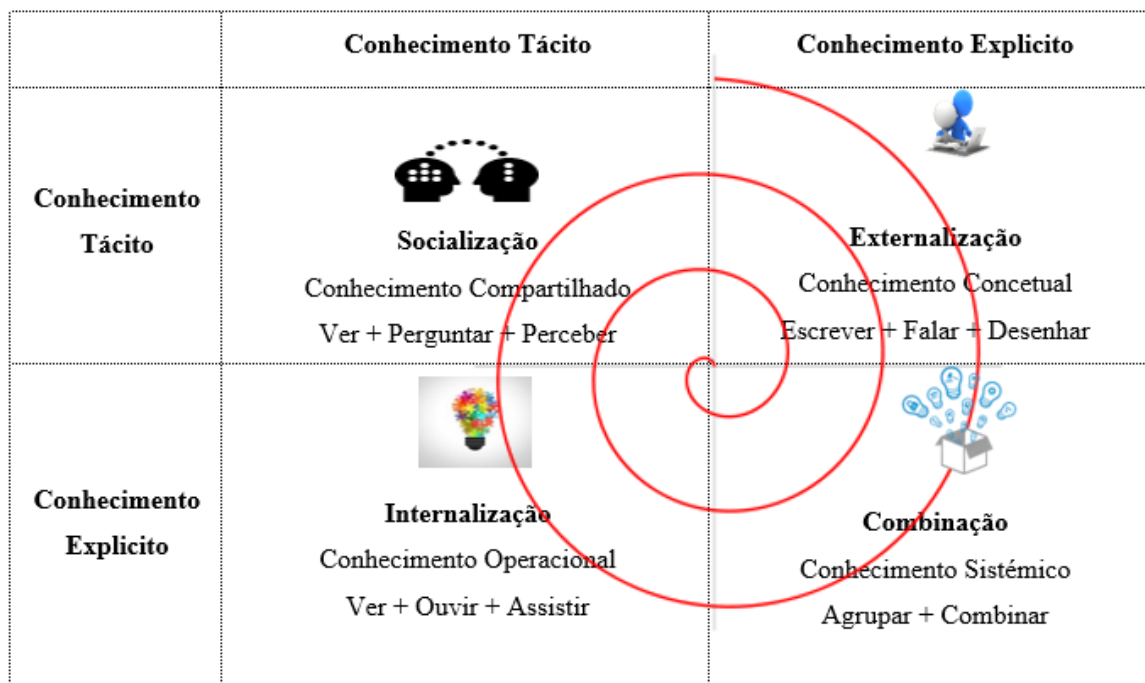 Conhecimento Tácito
Conhecimento Explicito
Conhecimento
Tácito
Socialização
Conhecimento Compartilhado
Ver + Perguntar + Perceber
Externalização
Conhecimento Concetual
Escrever + Falar + Desenhar
Conhecimento
Explicito
Internalização
Conhecimento Operacional
Ver + Ouvir + Assistir
Combinação
Conhecimento Sistémico
Agrupar + Combinar